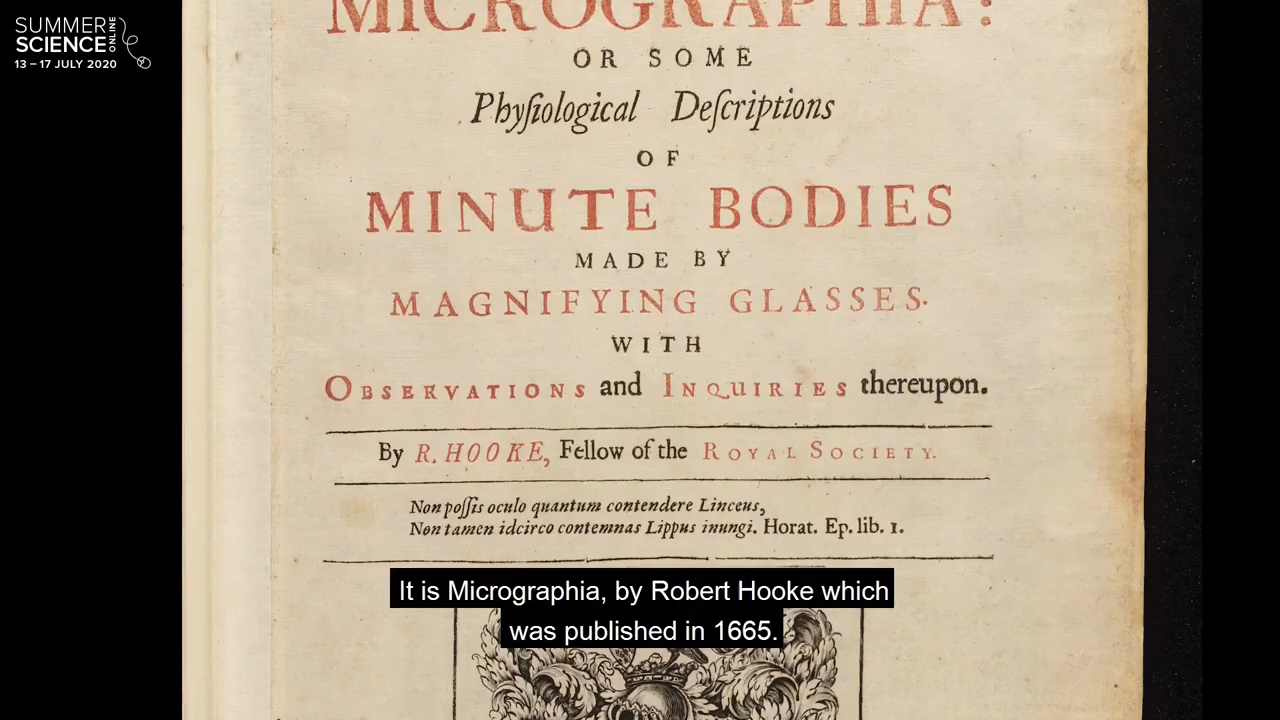 SUMMER
SCIENCE
ONLINE
13 – 17 JULY 2020
MICROGRAPHIA:
OR SOME
Phyſiological Deſcriptions
OF
MINUTE BODIES
MADE BY
MAGNIFYING GLASSES.
WITH
OBSERVATIONS and INQUIRIES thereupon.
By R. HOOKE, Fellow of the ROYAL SOCIETY.
Non poſſis oculo quantum contendere Linceus,
Non tamen idcirco contemnas Lippus inungi. Horat. Ep. lib. 1.
It is Micrographia, by Robert Hooke which
was published in 1665.